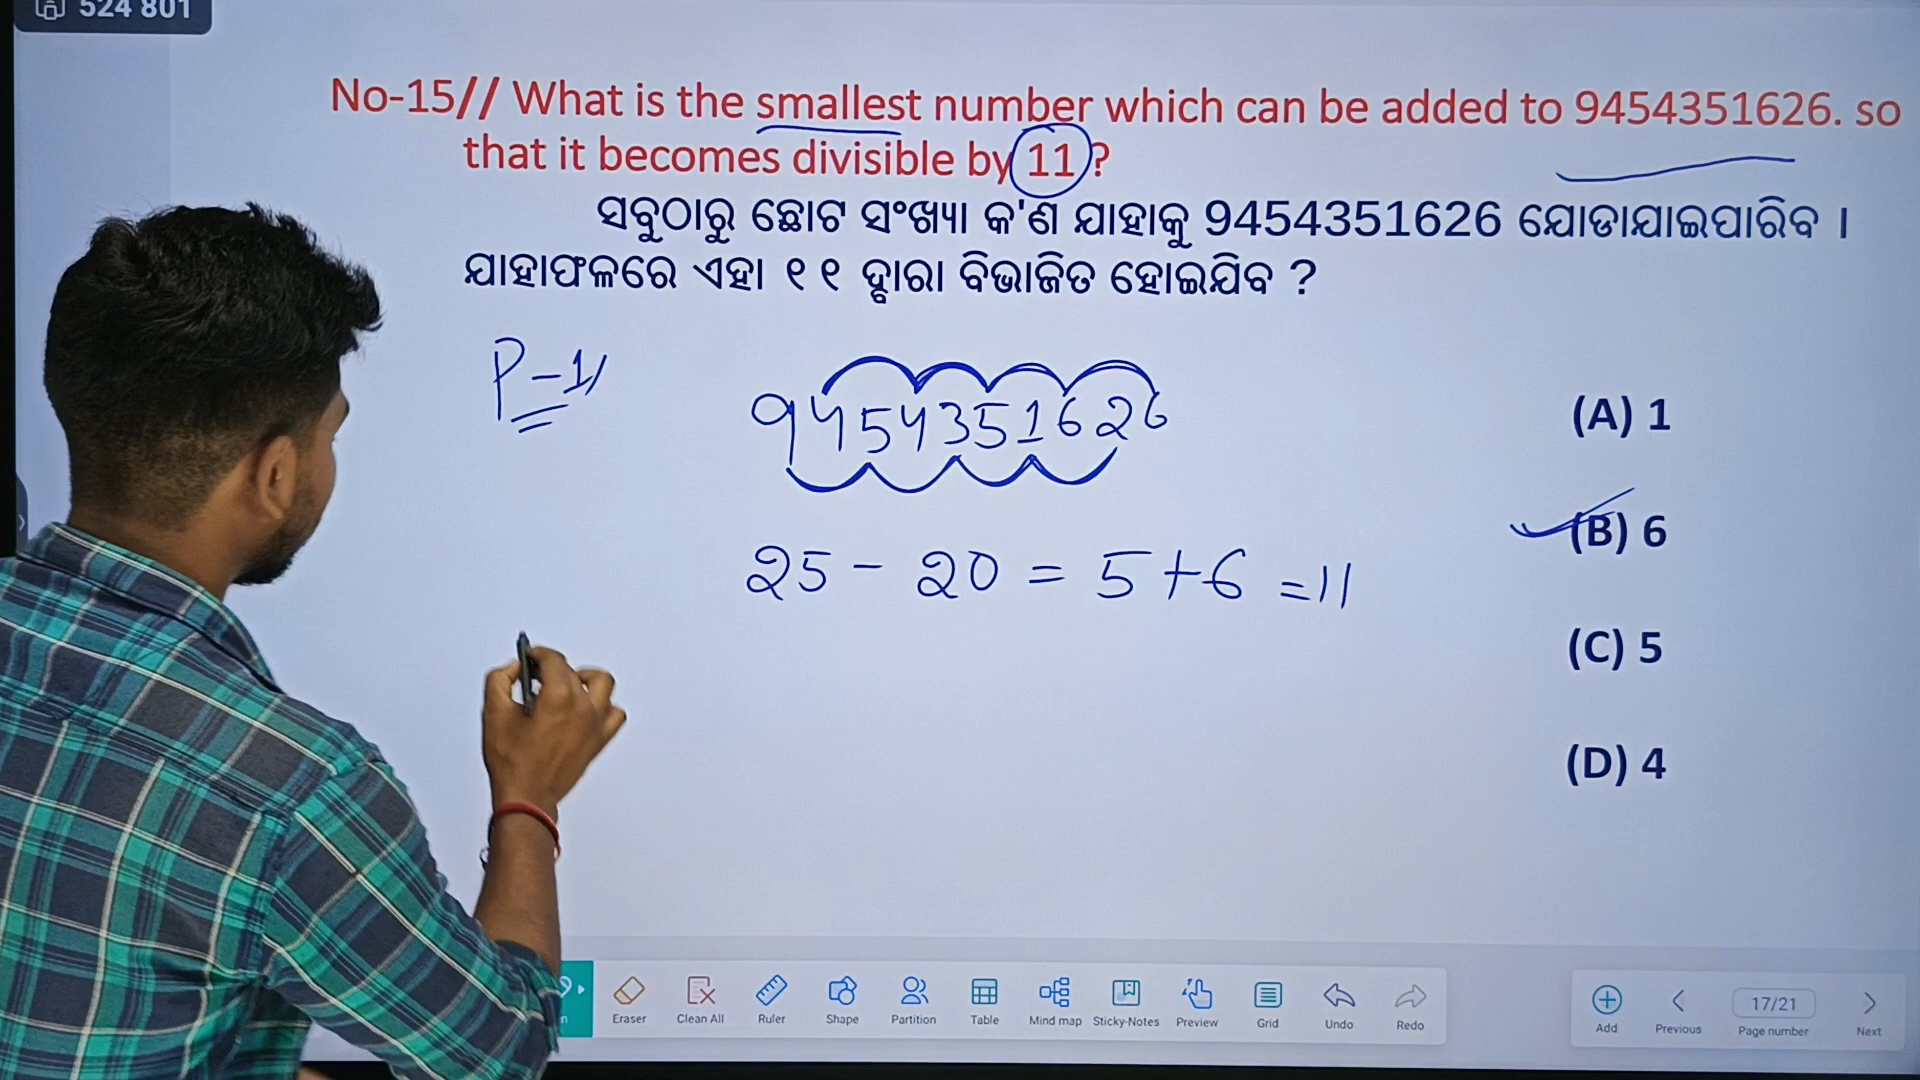 524 801
No-15// What is the smallest number which can be added to 9454351626. so
that it becomes divisible by 11 ?
ସବୁଠାରୁ ଛୋଟ ସଂଖ୍ୟା କ'ଣ ଯାହାକୁ 9454351626 ଯୋଡାଯାଇପାରିବ ।
ଯାହାଫଳରେ ଏହା ୧୧ ଦ୍ବାରା ବିଭାଜିତ ହୋଇଯିବ ?
P-1//
9454351626
25 - 20 = 5+6 =11
(A) 1
(B) 6
(C) 5
(D) 4
Eraser Clean All Ruler Shape Partition Table Mind map Sticky-Notes Preview Grid Undo Redo
Add Previous 17/21 Page number Next